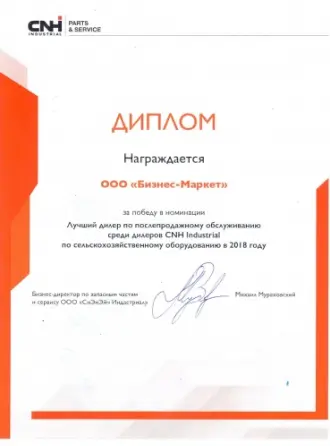 CNH
INDUSTRIAL
PARTS
& SERVICE
ДИПЛОМ
Награждается
ООО «Бизнес-Маркет»
за победу в номинации
Лучший дилер по послепродажному обслуживанию
среди дилеров CNH Industrial
по сельскохозяйственному оборудованию в 2018 году
Бизнес-директор по запасным частям
и сервису ООО «СиЭнЭйч Индастриал»
Михаил Мураховский